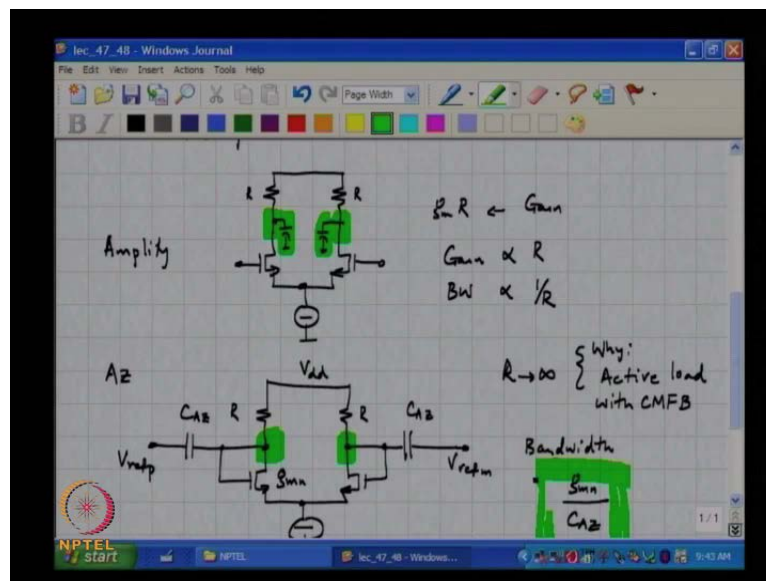 lec_47_48 - Windows Journal
File Edit View Insert Actions Tools Help
Page Width
B I
R R
gm R ← Gain
Amplify
Gain ∝ R
BW ∝ 1/R
AZ
Vdd
R → ∞ { Why:
Active load
with CMFB
CAZ R R CAZ
Vrefp Vrefm
gmn
Bandwidth
gmn
CAZ
1/1
NPTEL
start NPTEL lec_47_48 - Windows... 9:43 AM